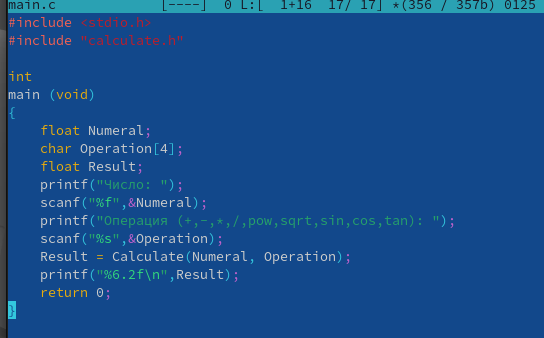 main.c [----] 0 L:[ 1+16 17/ 17] *(356 / 357b) 0125
#include <stdio.h>
#include "calculate.h"
int
main (void)
{
float Numeral;
char Operation[4];
float Result;
printf("Число: ");
scanf("%f",&Numeral);
printf("Операция (+,-,*,/,pow,sqrt,sin,cos,tan): ");
scanf("%s",&Operation);
Result = Calculate(Numeral, Operation);
printf("%6.2f\n",Result);
return 0;
}